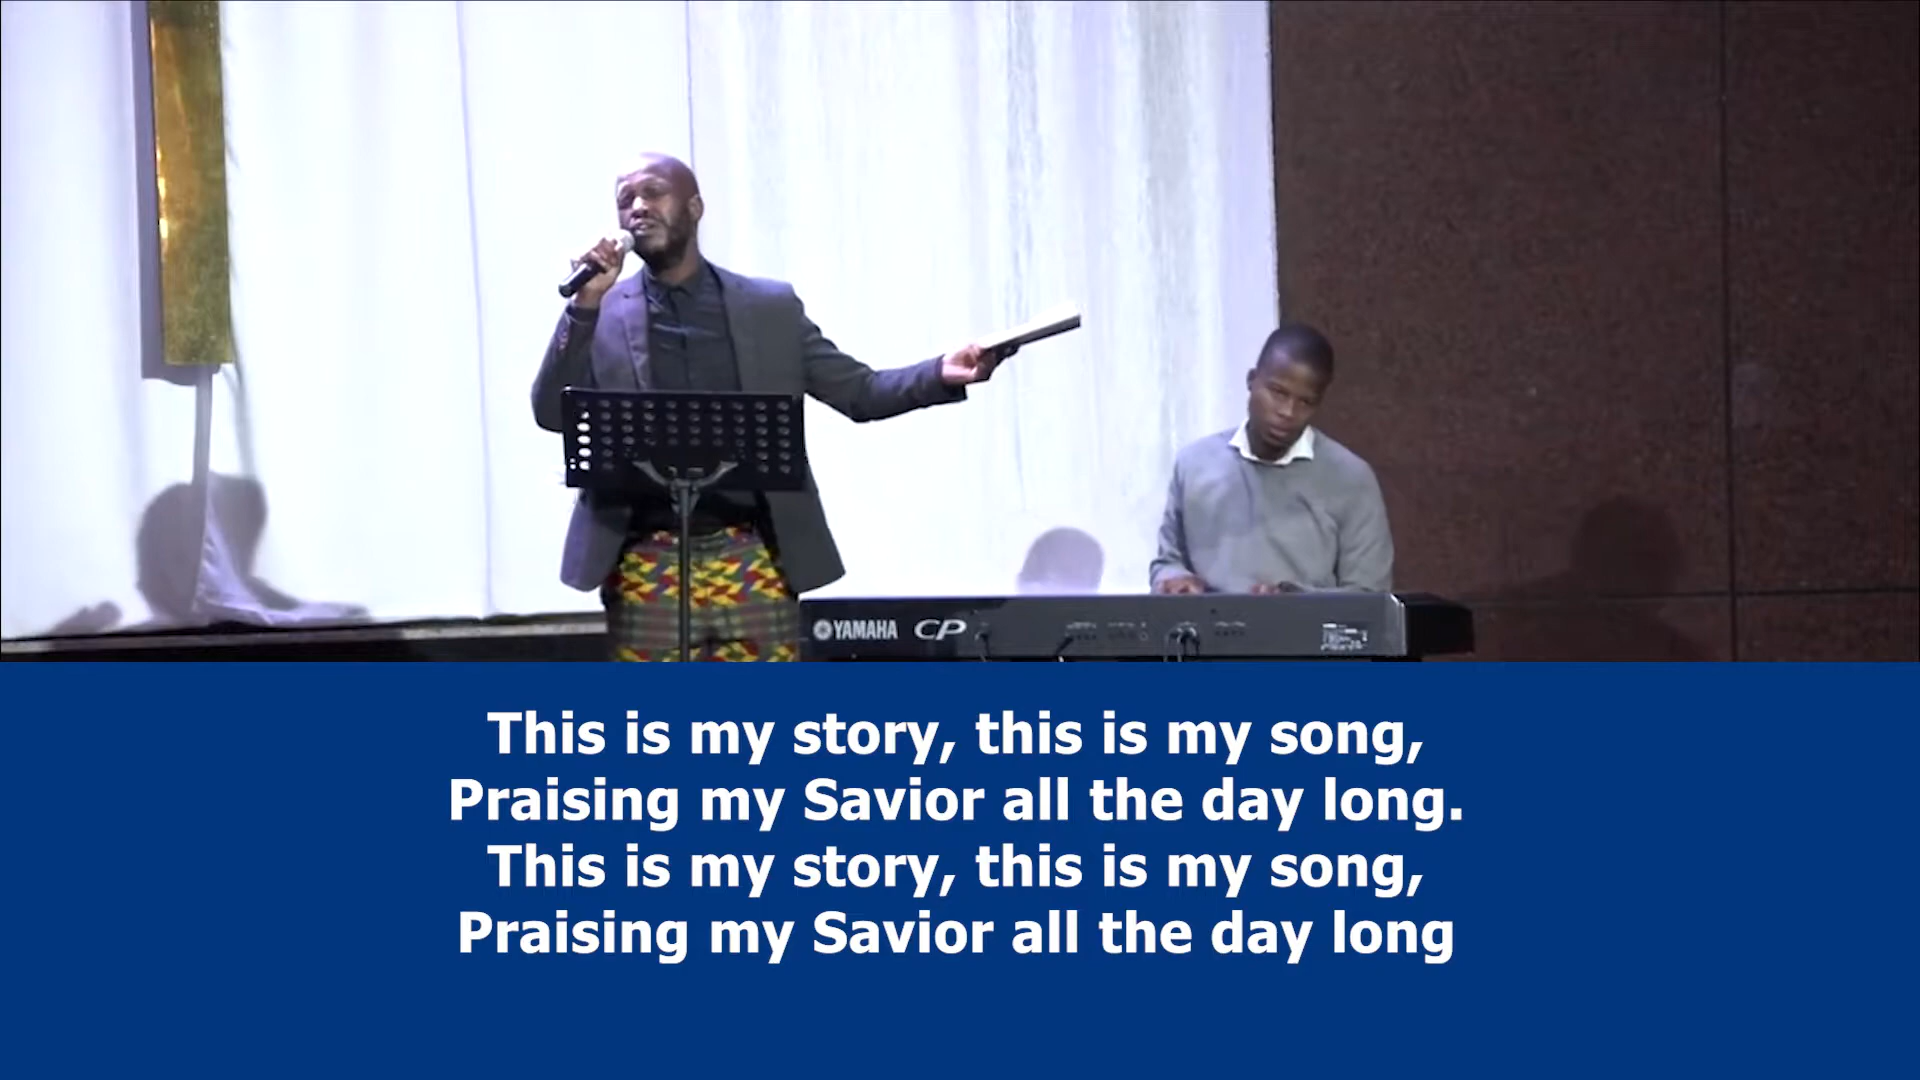 YAMAHA CP
This is my story, this is my song,
Praising my Savior all the day long.
This is my story, this is my song,
Praising my Savior all the day long